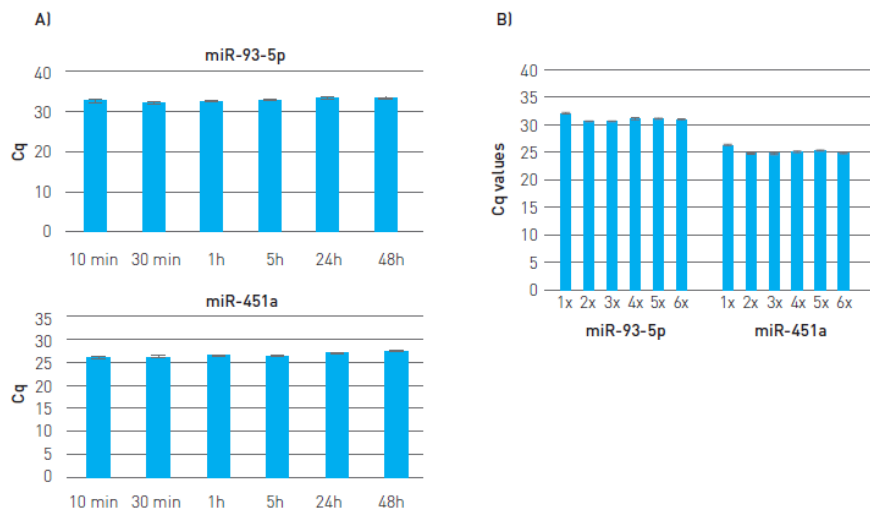 A)
miR-93-5p
40
30
20
10
0
Cq
10 min 30 min 1h 5h 24h 48h
miR-451a
35
30
25
20
15
10
5
0
Cq
10 min 30 min 1h 5h 24h 48h
B)
40
35
30
25
20
15
10
5
0
Cq values
1x 2x 3x 4x 5x 6x 1x 2x 3x 4x 5x 6x
miR-93-5p miR-451a